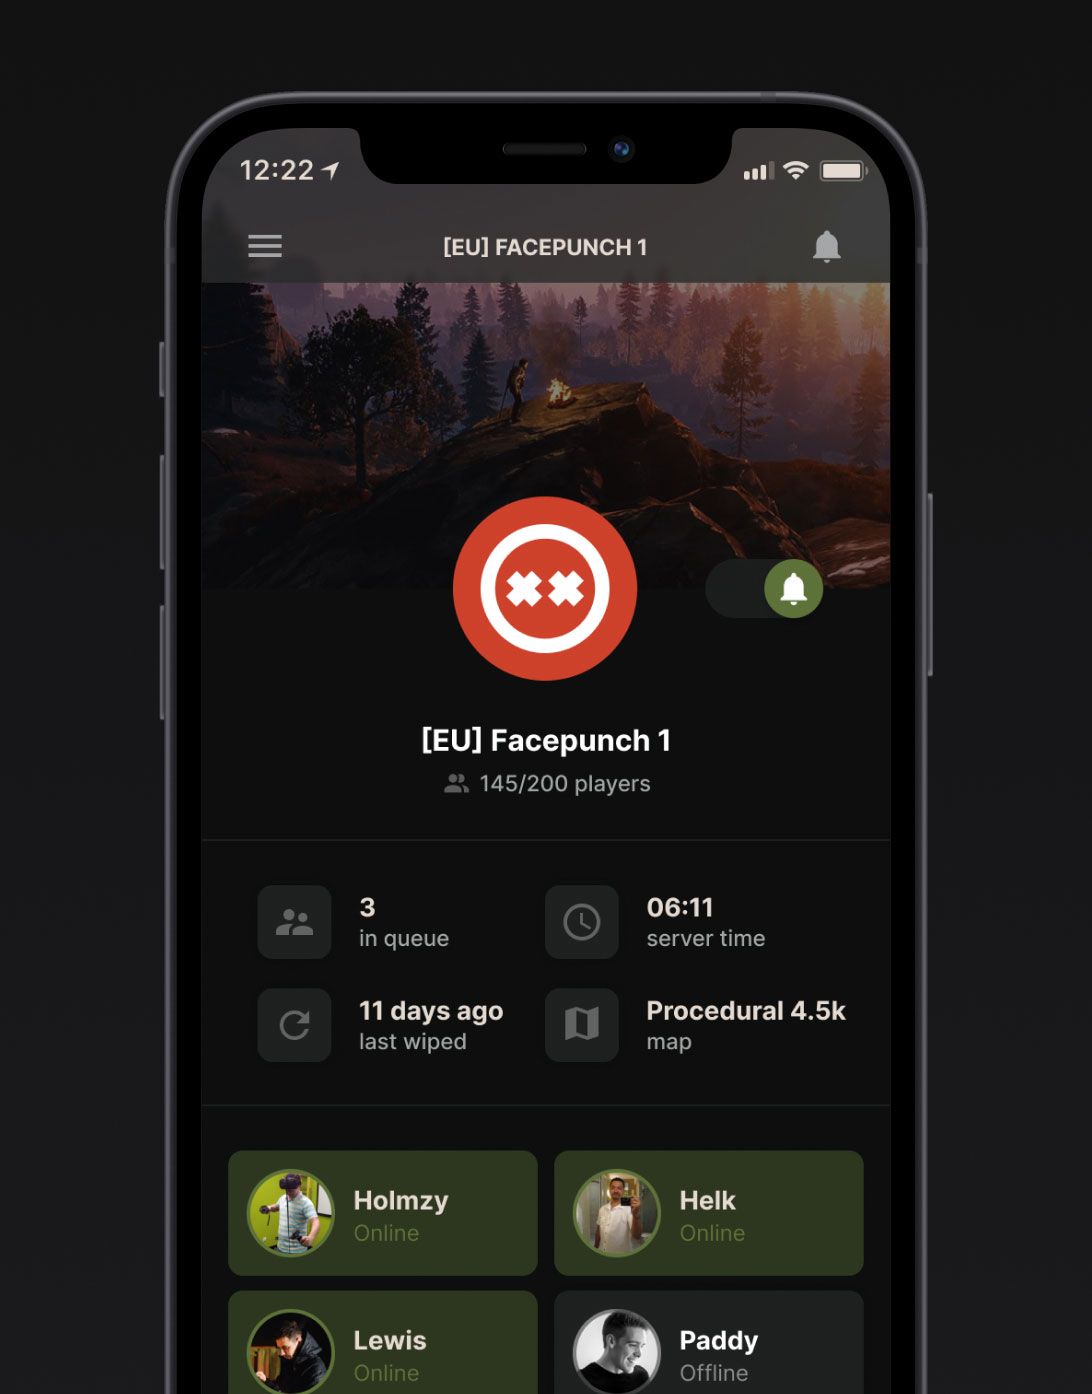 12:22
[EU] FACEPUNCH 1
[EU] Facepunch 1
145/200 players
3
in queue
06:11
server time
11 days ago
last wiped
Procedural 4.5k
map
Holmzy
Online
Helk
Online
Lewis
Online
Paddy
Offline